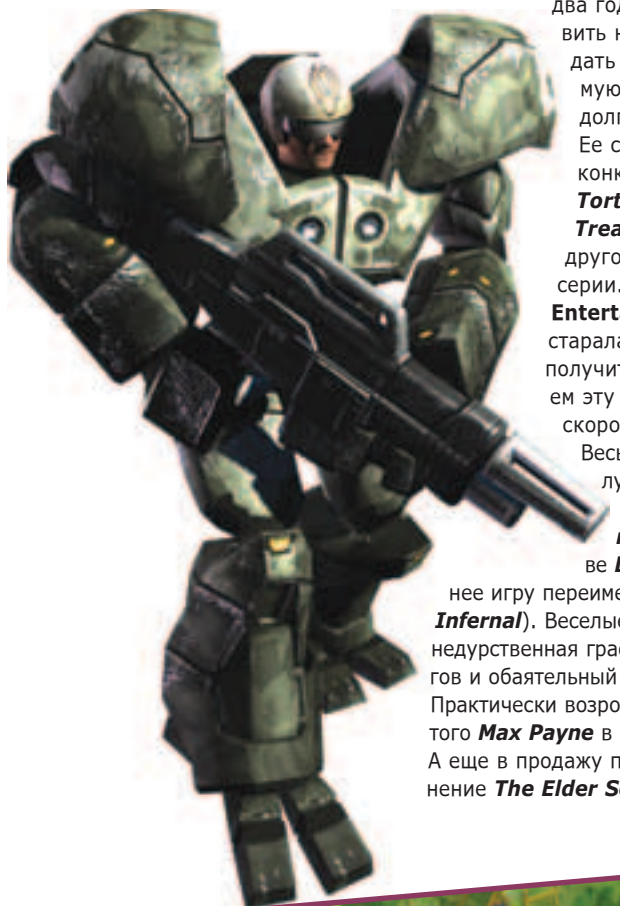 два год
вить н
дать
мую
долг
Ее с
конк
Tort
Trea
друго
серии.
Enterta
старала
получит
ем эту
скоро
Весь
лу
ве
нее игру переиме
Infernal). Веселые
недурственная граф
гов и обаятельный
Практически возро
того Max Payne в
А еще в продажу п
нение The Elder S